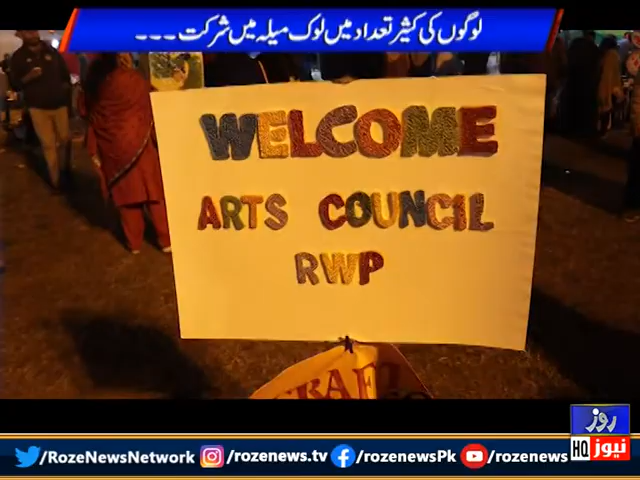 لوگوں کی کثیر تعداد میں لوک میلہ میں شرکت ۔۔۔
WELCOME
ARTS COUNCIL
RWP
CRAFT
روز
HQ نیوز
/RozeNewsNetwork /rozenews.tv /rozenewsPk /rozenews